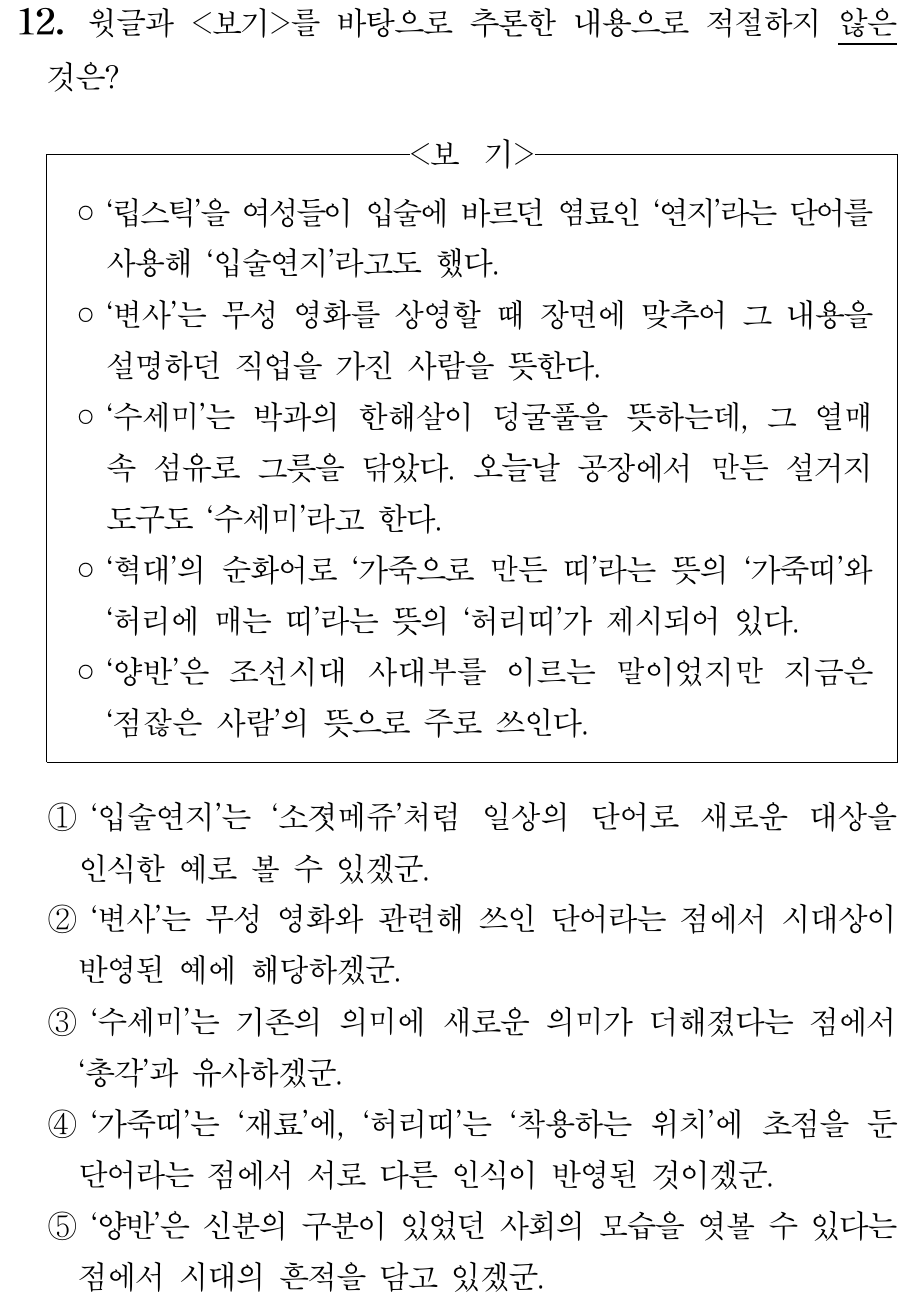 12. 윗글과 <보기>를 바탕으로 추론한 내용으로 적절하지 않은
것은?
<보 기>
○ ‘립스틱’을 여성들이 입술에 바르던 염료인 ‘연지’라는 단어를
사용해 ‘입술연지’라고도 했다.
○ ‘변사’는 무성 영화를 상영할 때 장면에 맞추어 그 내용을
설명하던 직업을 가진 사람을 뜻한다.
○ ‘수세미’는 박과의 한해살이 덩굴풀을 뜻하는데, 그 열매
속 섬유로 그릇을 닦았다. 오늘날 공장에서 만든 설거지
도구도 ‘수세미’라고 한다.
○ ‘혁대’의 순화어로 ‘가죽으로 만든 띠’라는 뜻의 ‘가죽띠’와
‘허리에 매는 띠’라는 뜻의 ‘허리띠’가 제시되어 있다.
○ ‘양반’은 조선시대 사대부를 이르는 말이었지만 지금은
‘점잖은 사람’의 뜻으로 주로 쓰인다.
① ‘입술연지’는 ‘소졋메쥬’처럼 일상의 단어로 새로운 대상을
인식한 예로 볼 수 있겠군.
② ‘변사’는 무성 영화와 관련해 쓰인 단어라는 점에서 시대상이
반영된 예에 해당하겠군.
③ ‘수세미’는 기존의 의미에 새로운 의미가 더해졌다는 점에서
‘총각’과 유사하겠군.
④ ‘가죽띠’는 ‘재료’에, ‘허리띠’는 ‘착용하는 위치’에 초점을 둔
단어라는 점에서 서로 다른 인식이 반영된 것이겠군.
⑤ ‘양반’은 신분의 구분이 있었던 사회의 모습을 엿볼 수 있다는
점에서 시대의 흔적을 담고 있겠군.